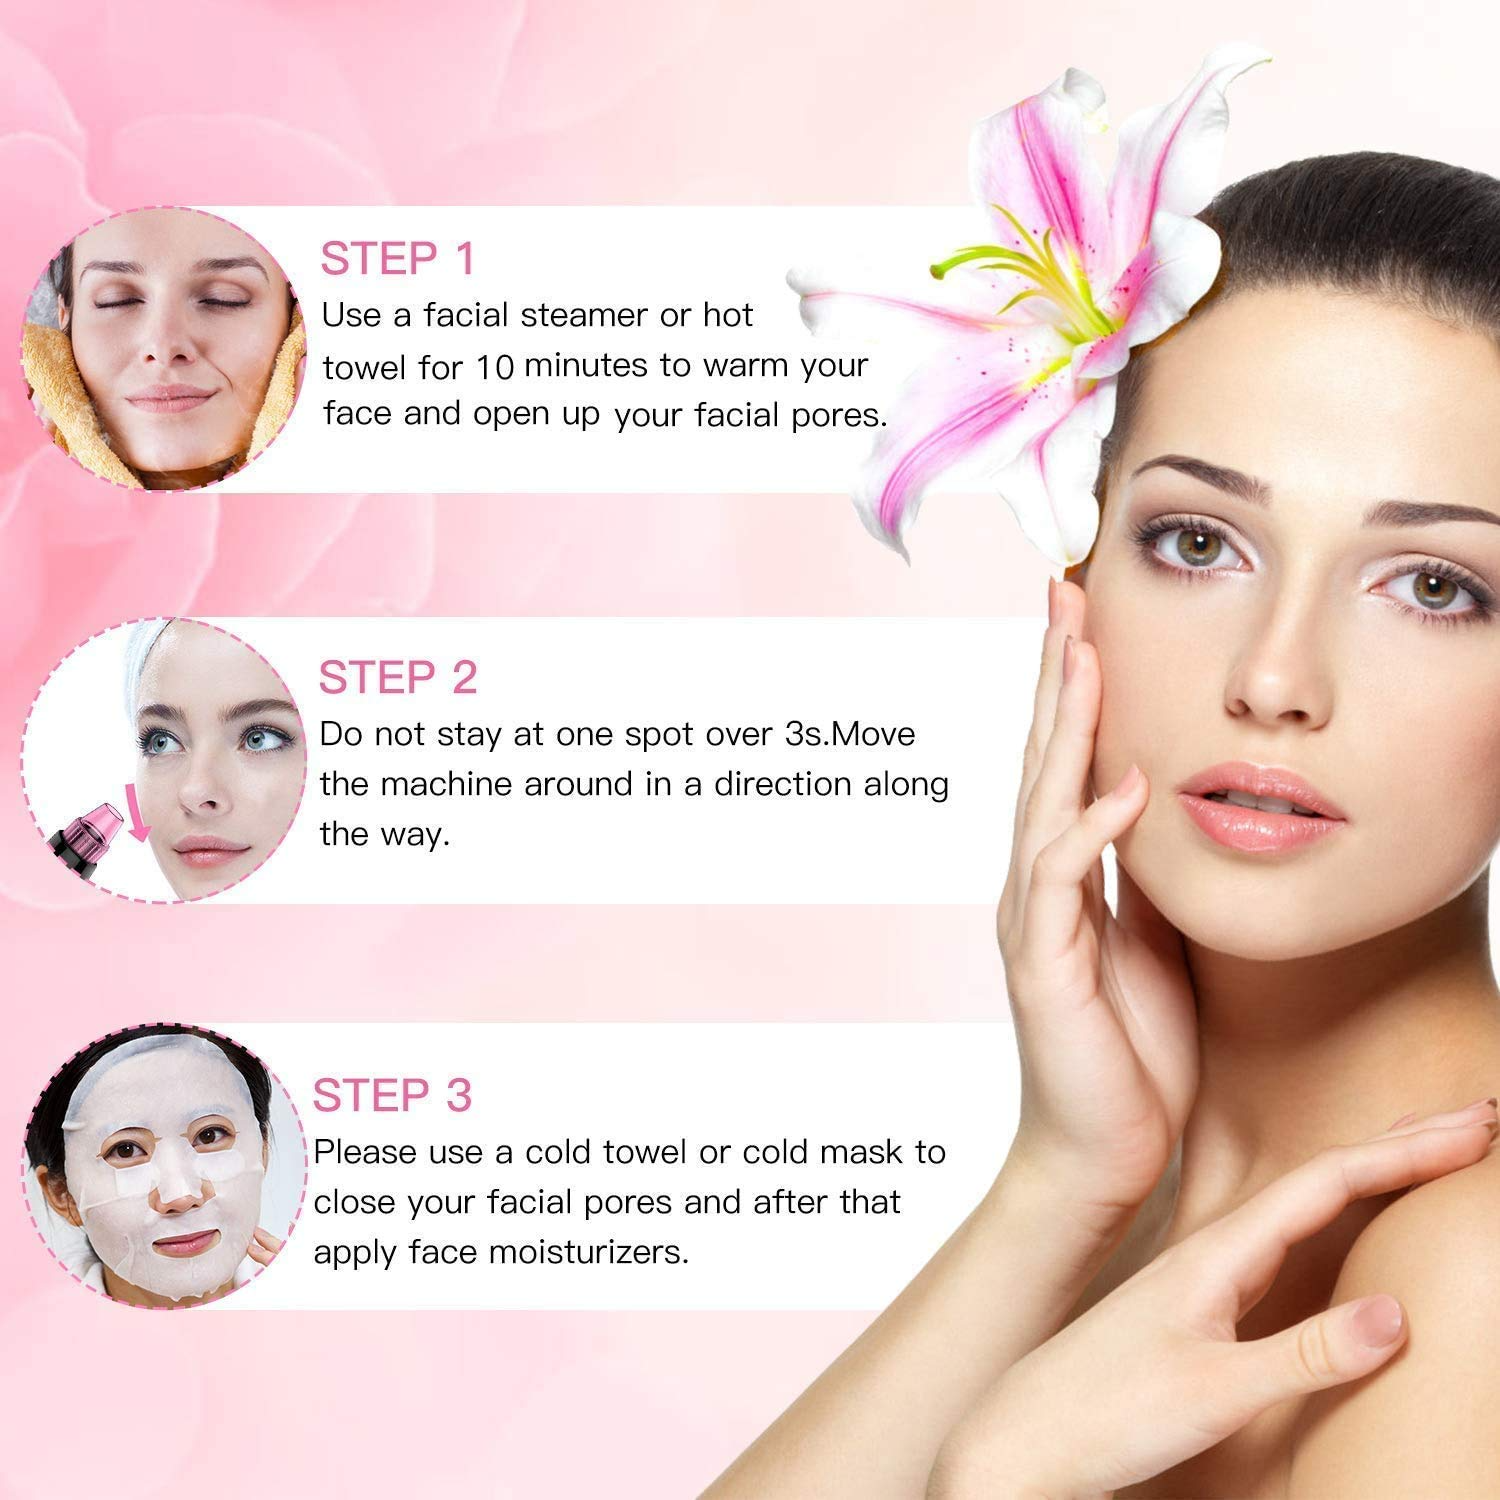 STEP 1
Use a facial steamer or hot
towel for 10 minutes to warm your
face and open up your facial pores.
STEP 2
Do not stay at one spot over 3s.Move
the machine around in a direction along
the way.
STEP 3
Please use a cold towel or cold mask to
close your facial pores and after that
apply face moisturizers.